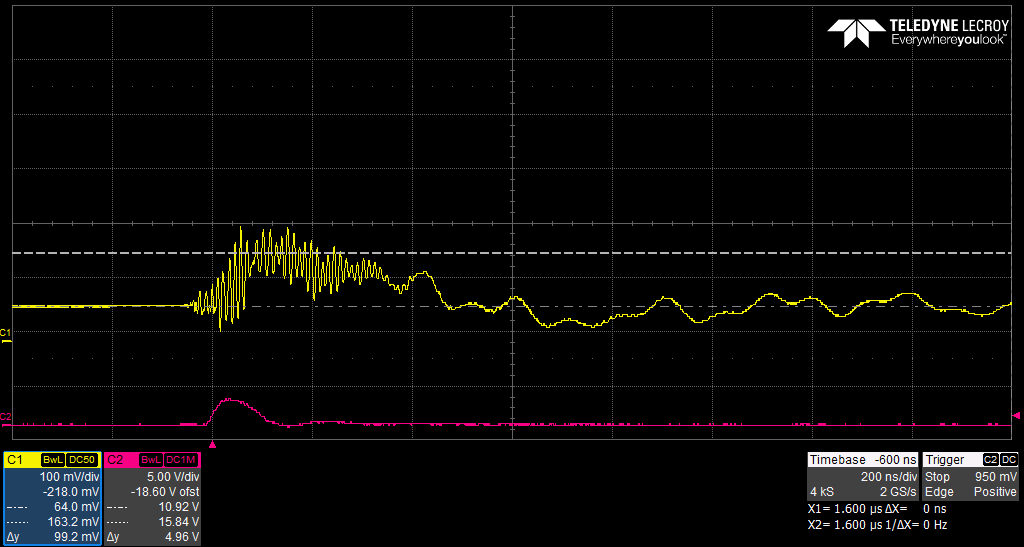 TELEDYNE LECROY
Everywhereyoulook™
C1
C2
C1 BwL DC50
100 mV/div
-218.0 mV
64.0 mV
163.2 mV
Δy 99.2 mV
C2 BwL DC1M
5.00 V/div
-18.60 V ofst
10.92 V
15.84 V
Δy 4.96 V
Timebase -600 ns
200 ns/div
4 kS 2 GS/s
Trigger C2 DC
Stop 950 mV
Edge Positive
X1= 1.600 µs ΔX= 0 ns
X2= 1.600 µs 1/ΔX= 0 Hz